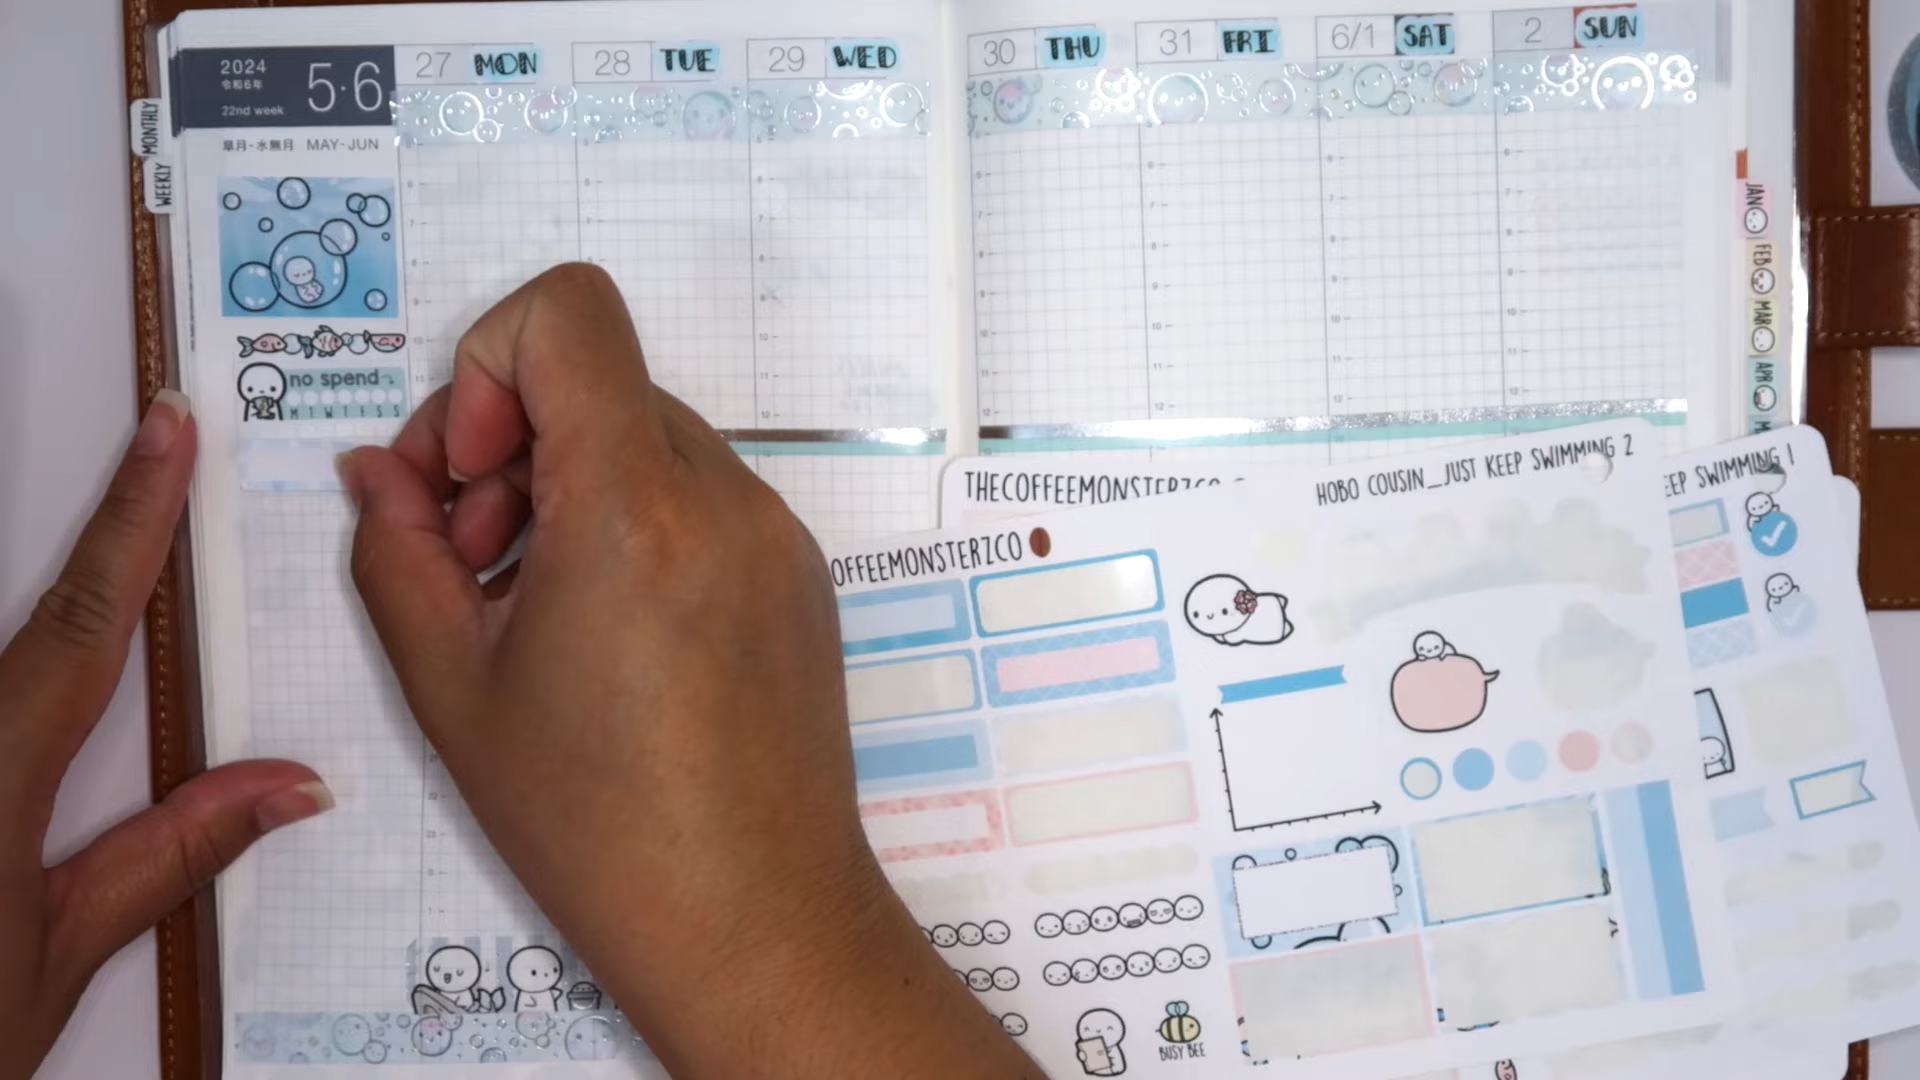 2024
令和6年
22nd week
5·6
27 MON
28 TUE
29 WED
30 THU
31 FRI
6/1 SAT
2 SUN
皐月-水無月 MAY-JUN
MONTHLY
WEEKLY
no spend
M T W T F S S
JAN
FEB
MAR
APR
THECOFFEEMONSTERZCO
HOBO COUSIN_JUST KEEP SWIMMING 2
EEP SWIMMING 1
OFFEEMONSTERZCO
BUSY BEE